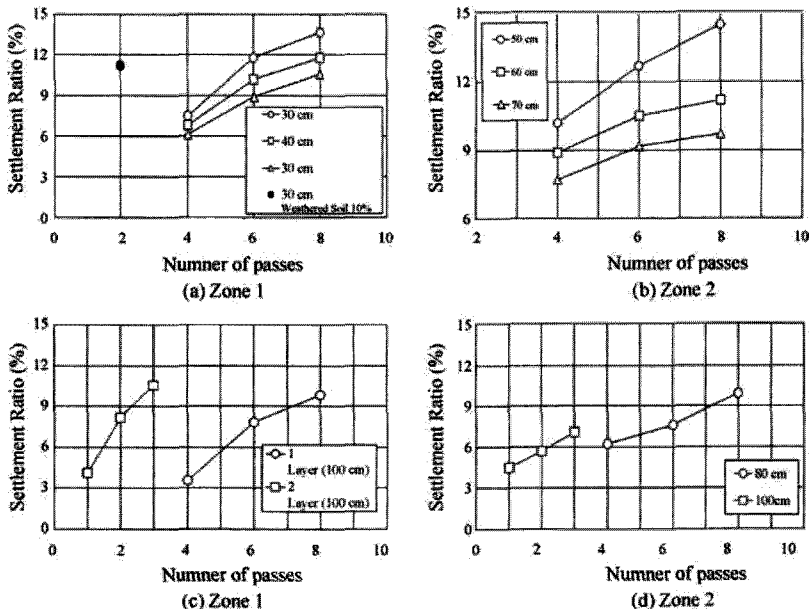 Settlement Ratio (%)
15
12
9
6
3
0
30 cm
40 cm
30 cm
30 cm
Weathered Soil 10%
0 2 4 6 8 10
Numner of passes
(a) Zone 1
Settlement Ratio (%)
15
12
9
6
50 cm
60 cm
70 cm
2 4 6 8 10
Numner of passes
(b) Zone 2
Settlement Ratio (%)
15
12
9
6
3
0
1
Layer (100 cm)
2
Layer (100 cm)
0 2 4 6 8 10
Numner of passes
(c) Zone 1
Settlement Ratio (%)
15
12
9
6
3
0
80 cm
100cm
0 2 4 6 8 10
Numner of passes
(d) Zone 2